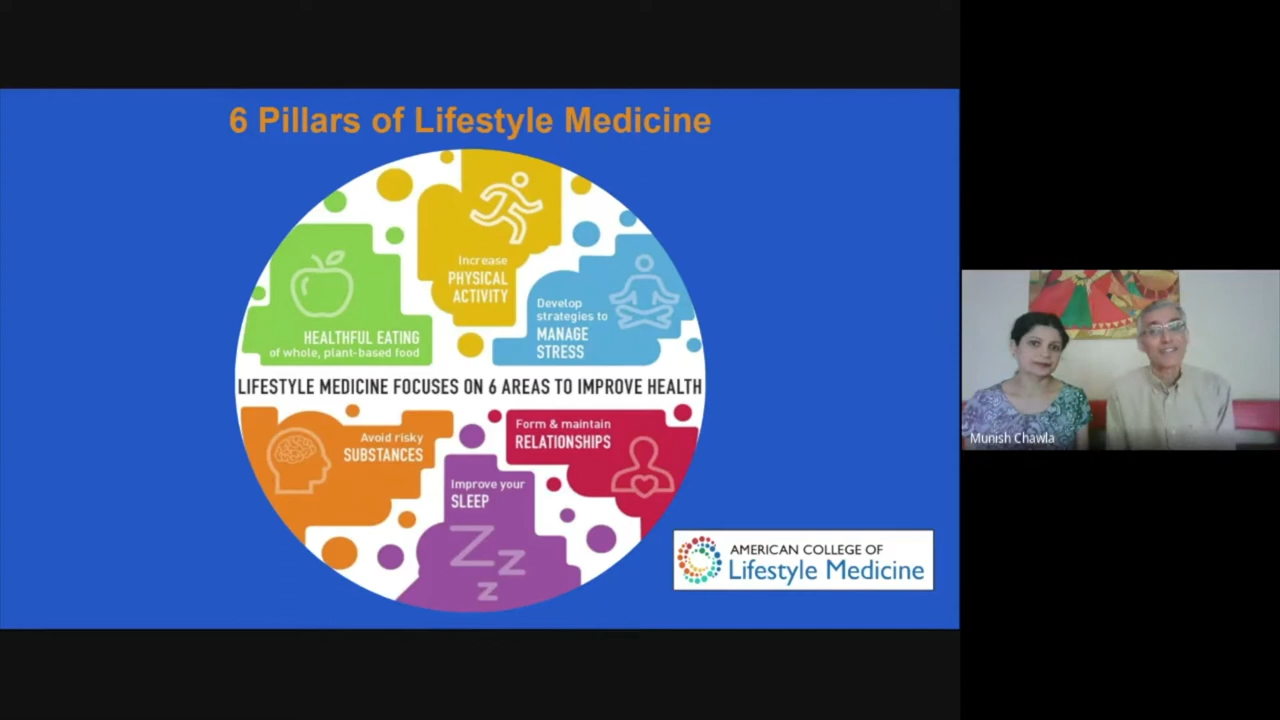 6 Pillars of Lifestyle Medicine
Increase
PHYSICAL
ACTIVITY
HEALTHFUL EATING
of whole, plant-based food
Develop
strategies to
MANAGE
STRESS
LIFESTYLE MEDICINE FOCUSES ON 6 AREAS TO IMPROVE HEALTH
Avoid risky
SUBSTANCES
Improve your
SLEEP
Z Z Z
Form & maintain
RELATIONSHIPS
AMERICAN COLLEGE OF
Lifestyle Medicine
Munish Chawla